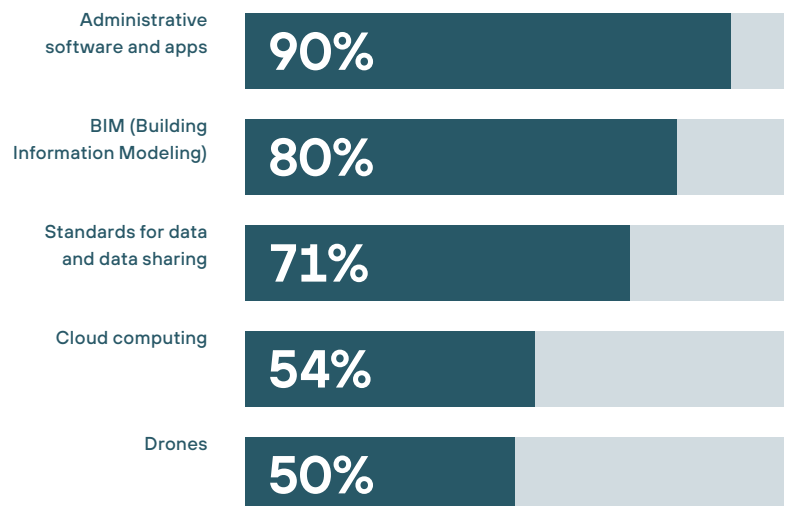 Administrative
software and apps
90%
BIM (Building
Information Modeling)
80%
Standards for data
and data sharing
71%
Cloud computing
54%
Drones
50%